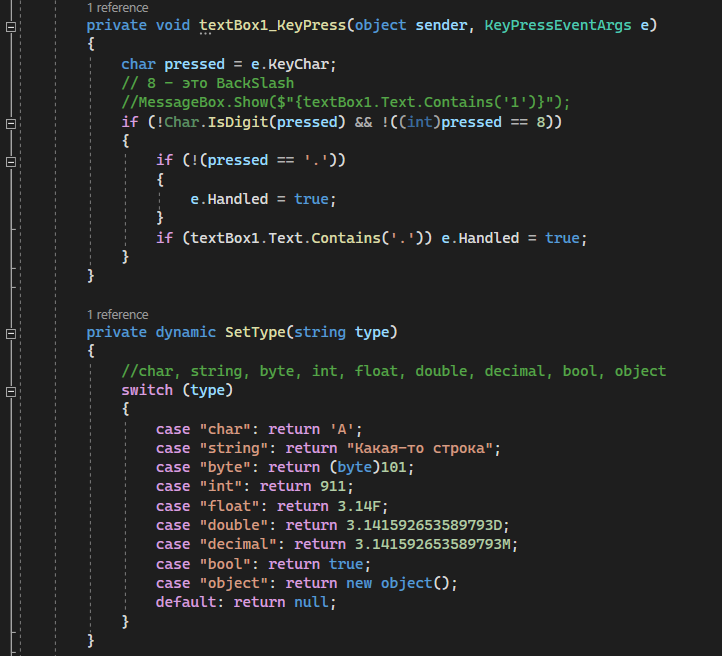 1 reference
private void textBox1_KeyPress(object sender, KeyPressEventArgs e)
{
char pressed = e.KeyChar;
// 8 - это BackSlash
//MessageBox.Show($"{textBox1.Text.Contains('1')}");
if (!Char.IsDigit(pressed) && !((int)pressed == 8))
{
if (!(pressed == '.'))
{
e.Handled = true;
}
if (textBox1.Text.Contains('.')) e.Handled = true;
}
}
1 reference
private dynamic SetType(string type)
{
//char, string, byte, int, float, double, decimal, bool, object
switch (type)
{
case "char": return 'A';
case "string": return "Какая-то строка";
case "byte": return (byte)101;
case "int": return 911;
case "float": return 3.14F;
case "double": return 3.141592653589793D;
case "decimal": return 3.141592653589793M;
case "bool": return true;
case "object": return new object();
default: return null;
}
}